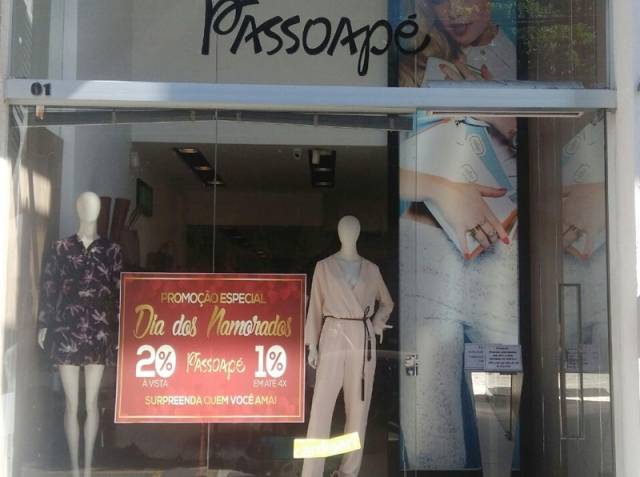 Passoapé
01
PROMOÇÃO ESPECIAL
Dia dos Namorados
20% Passoapé 10%
À VISTA EM ATÉ 4X
SURPREENDA QUEM VOCÊ AMA!